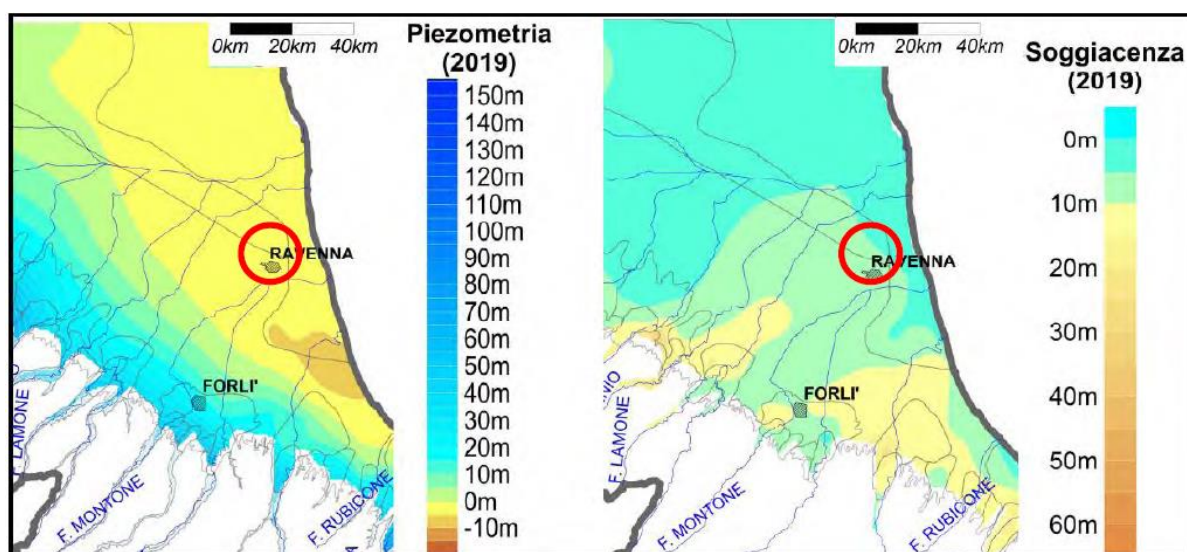 0km 20km 40km
Piezometria
(2019)
150m
140m
130m
120m
110m
100m
90m
80m
70m
60m
50m
40m
30m
20m
10m
0m
-10m
RAVENNA
FORLI'
F. LAMONE
F. MONTONE
F. RUBICONE
0km 20km 40km
Soggiacenza
(2019)
0m
10m
20m
30m
40m
50m
60m
RAVENNA
FORLI'
F. LAMONE
F. MONTONE
F. RUBICONE